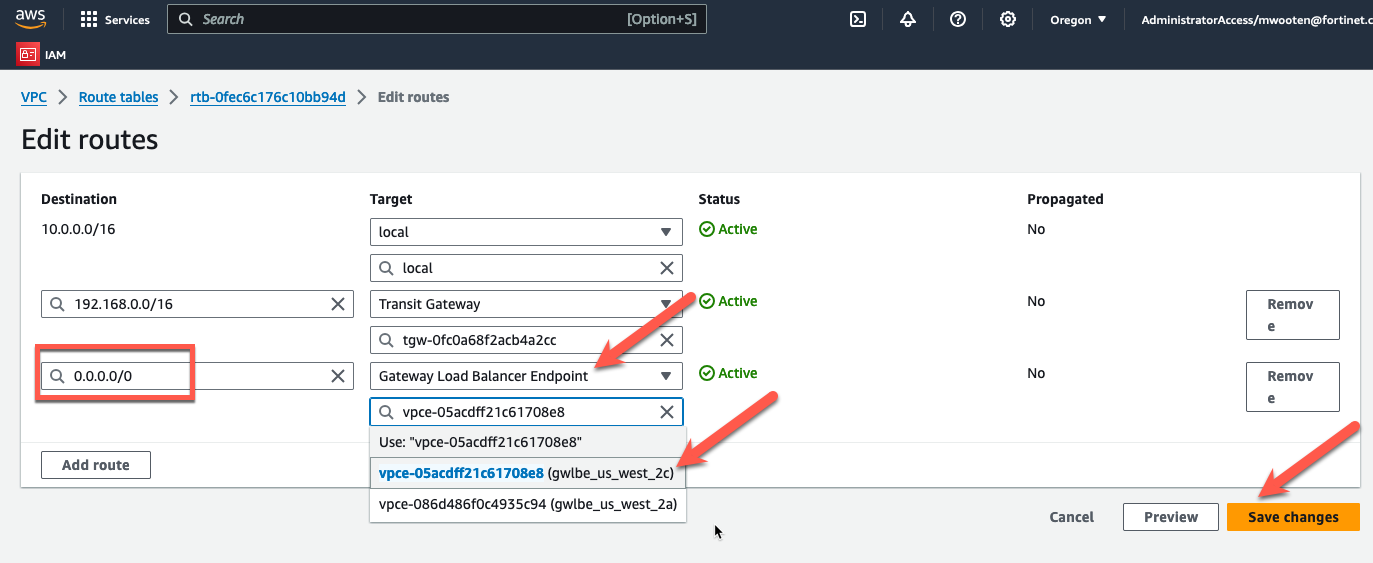 aws
Services
Search
[Option+S]
Oregon
AdministratorAccess/mwooten@fortinet.c
IAM
VPC
Route tables
rtb-0fec6c176c10bb94d
Edit routes
Edit routes
Destination
Target
Status
Propagated
10.0.0.0/16
local
Active
No
local
192.168.0.0/16
Transit Gateway
Active
No
Remov
e
tgw-0fc0a68f2acb4a2cc
0.0.0.0/0
Gateway Load Balancer Endpoint
Active
No
Remov
e
vpce-05acdff21c61708e8
Use: "vpce-05acdff21c61708e8"
vpce-05acdff21c61708e8 (gwlbe_us_west_2c)
vpce-086d486f0c4935c94 (gwlbe_us_west_2a)
Add route
Cancel
Preview
Save changes